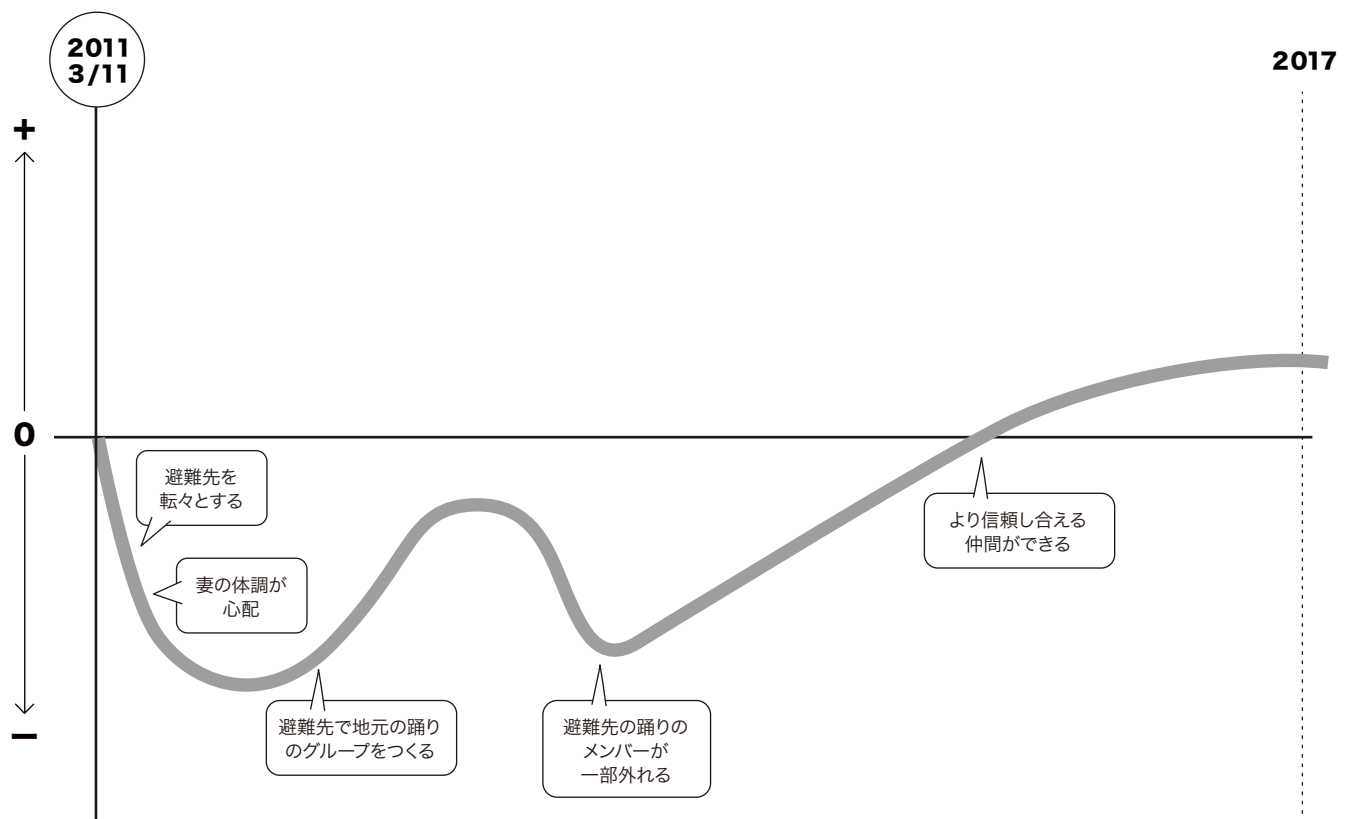 2011
3/11
2017
+
0
−
避難先を
転々とする
妻の体調が
心配
避難先で地元の踊り
のグループをつくる
避難先の踊りの
メンバーが
一部外れる
より信頼し合える
仲間ができる